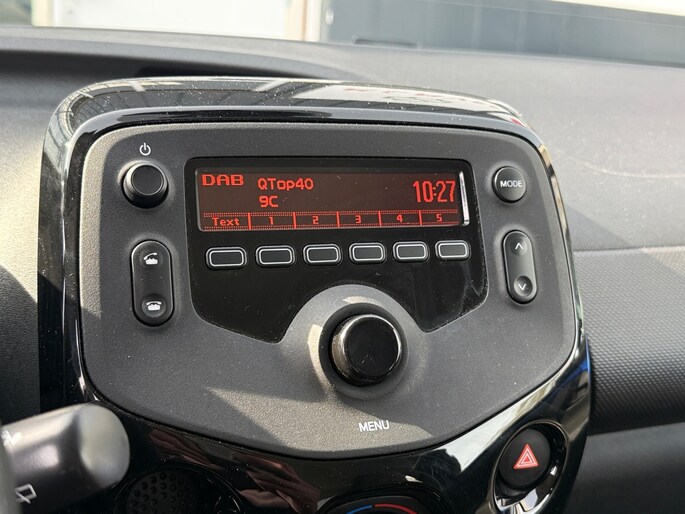 DAB QTop40 10:27
9C
Text 1 2 3 4 5
MODE
MENU